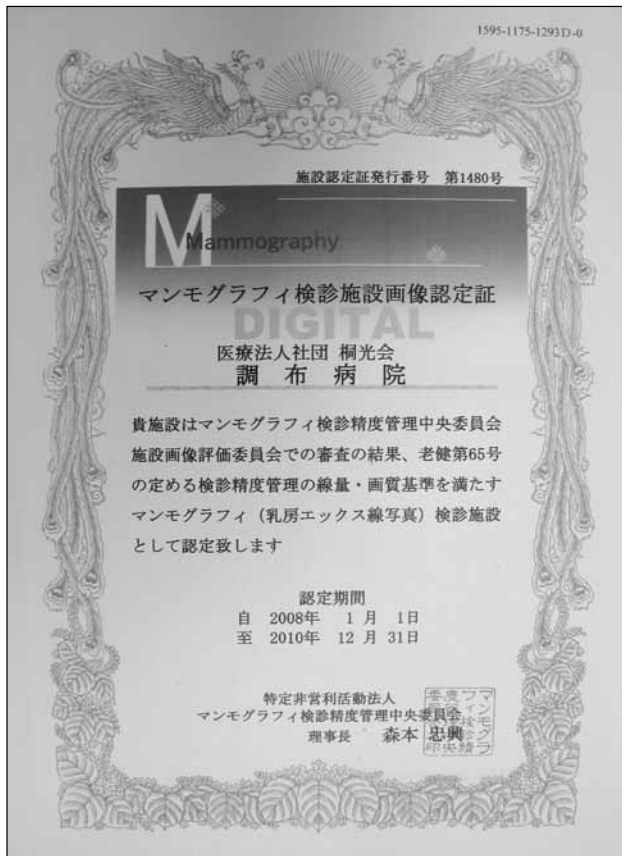 1595-1175-1293D-0
施設認定証発行番号 第1480号
Mammography
マンモグラフィ検診施設画像認定証
DIGITAL
医療法人社団 桐光会
調布病院
貴施設はマンモグラフィ検診精度管理中央委員会
施設画像評価委員会での審査の結果、老健第65号
の定める検診精度管理の線量・画質基準を満たす
マンモグラフィ(乳房エックス線写真)検診施設
として認定致します
認定期間
自 2008年 1月 1日
至 2010年 12月 31日
特定非営利活動法人
マンモグラフィ検診精度管理中央委員会
理事長 森本 忠興